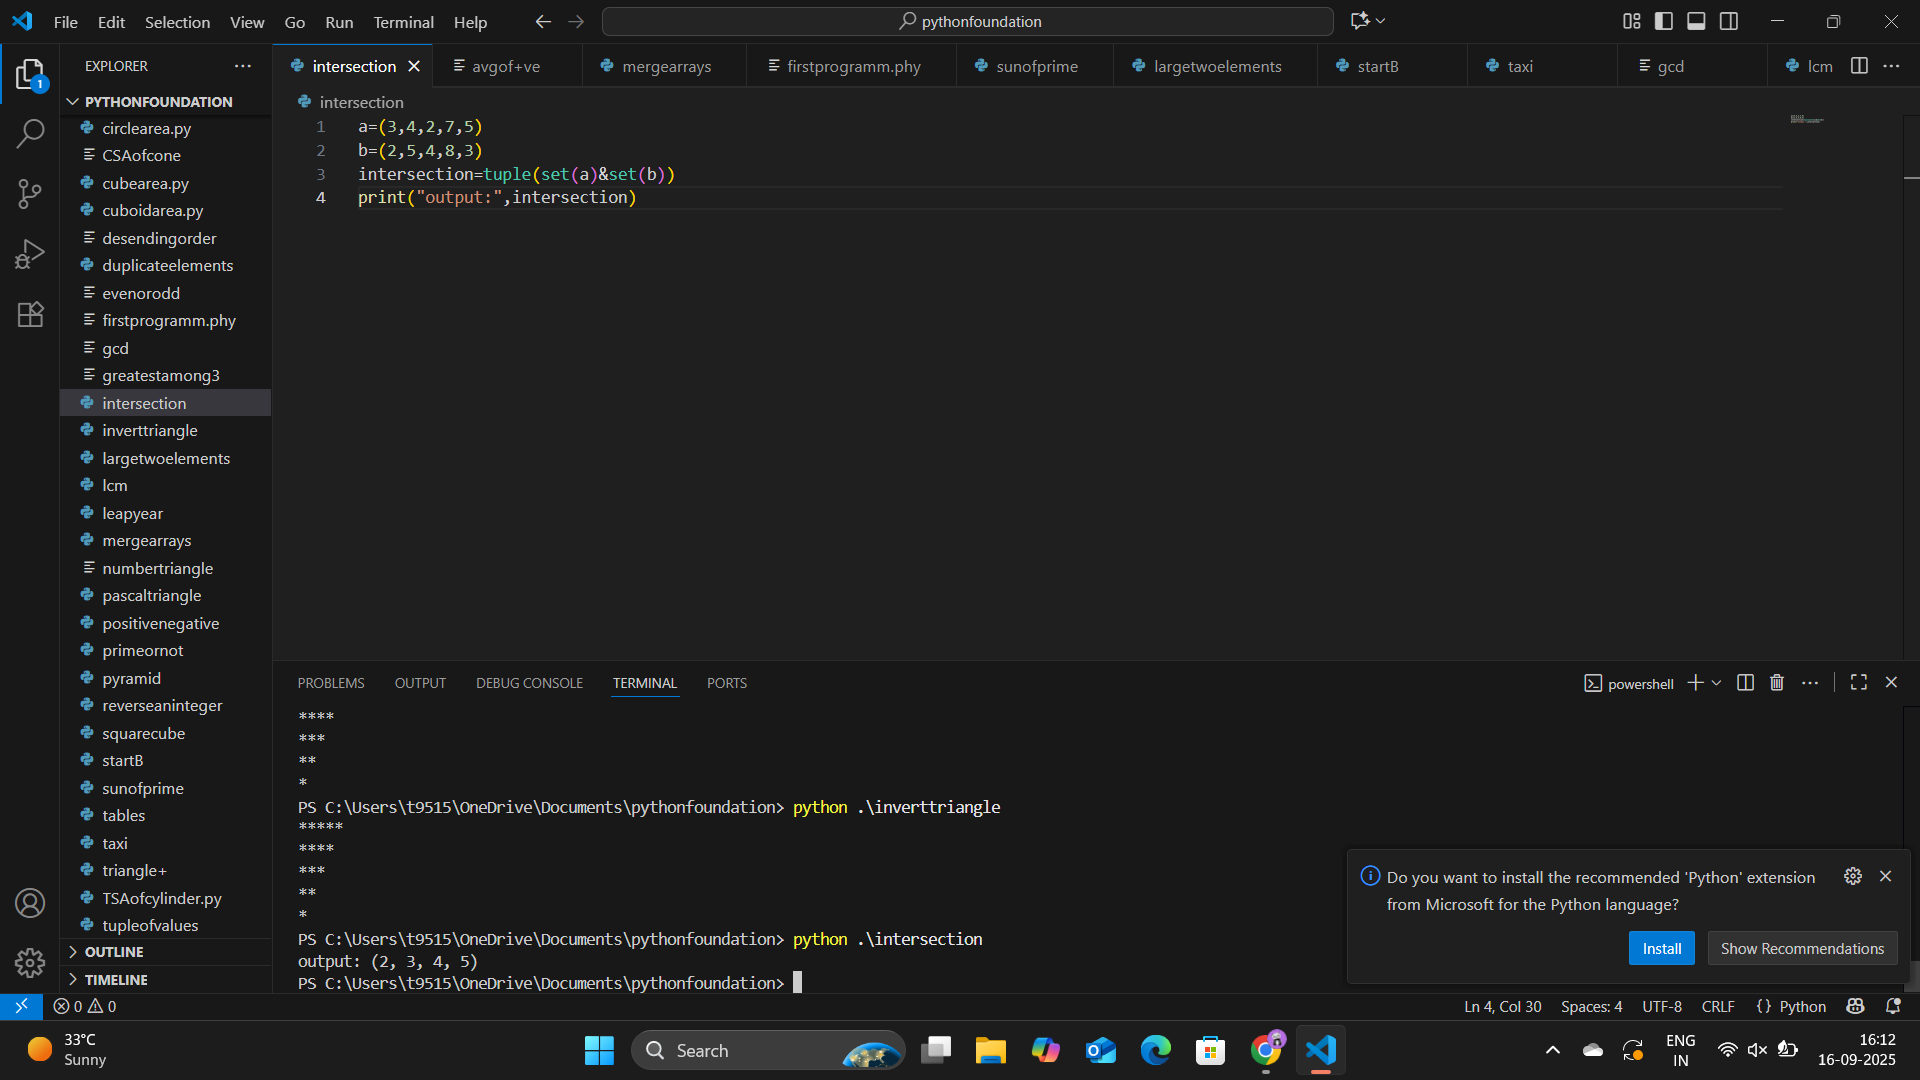 File Edit Selection View Go Run Terminal Help
pythonfoundation
EXPLORER
1
PYTHONFOUNDATION
circlearea.py
CSAofcone
cubearea.py
cuboidarea.py
desendingorder
duplicateelements
evenorodd
firstprogramm.phy
gcd
greatestamong3
intersection
inverttriangle
largetwoelements
lcm
leapyear
mergearrays
numbertriangle
pascaltriangle
positivenegative
primeornot
pyramid
reverseaninteger
squarecube
startB
sunofprime
tables
taxi
triangle+
TSAofcylinder.py
tupleofvalues
OUTLINE
TIMELINE
intersection avgof+ve mergearrays firstprogramm.phy sunofprime largetwoelements startB taxi gcd lcm
intersection
1 a=(3,4,2,7,5)
2 b=(2,5,4,8,3)
3 intersection=tuple(set(a)&set(b))
4 print("output:",intersection)
PROBLEMS OUTPUT DEBUG CONSOLE TERMINAL PORTS
powershell
****
***
**
*
PS C:\Users\t9515\OneDrive\Documents\pythonfoundation> python .\inverttriangle
*****
****
***
**
*
PS C:\Users\t9515\OneDrive\Documents\pythonfoundation> python .\intersection
output: (2, 3, 4, 5)
PS C:\Users\t9515\OneDrive\Documents\pythonfoundation>
Do you want to install the recommended 'Python' extension
from Microsoft for the Python language?
Install Show Recommendations
0 0
Ln 4, Col 30 Spaces: 4 UTF-8 CRLF {} Python
33°C
Sunny
Search
ENG
IN
16:12
16-09-2025